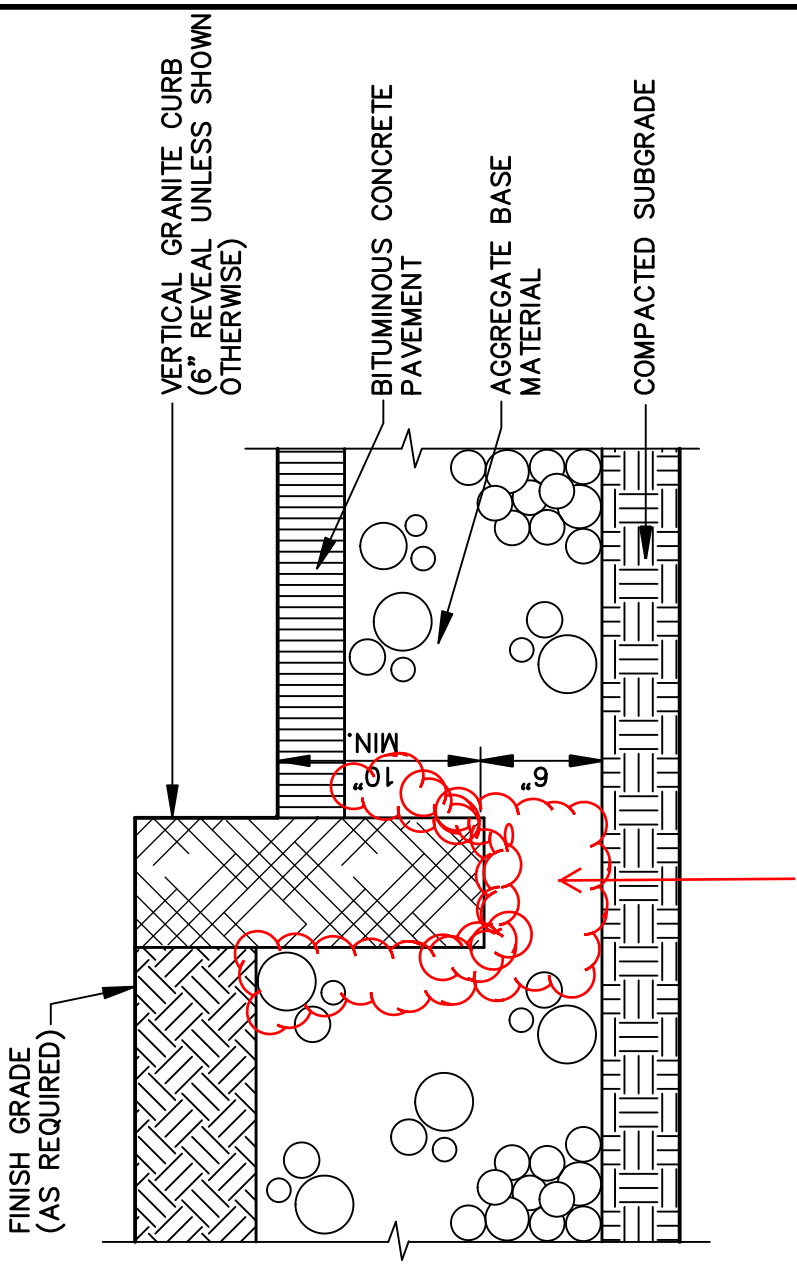 FINISH GRADE
(AS REQUIRED)
VERTICAL GRANITE CURB
(6" REVEAL UNLESS SHOWN
OTHERWISE)
BITUMINOUS CONCRETE
PAVEMENT
AGGREGATE BASE
MATERIAL
COMPACTED SUBGRADE
10"
MIN.
6"